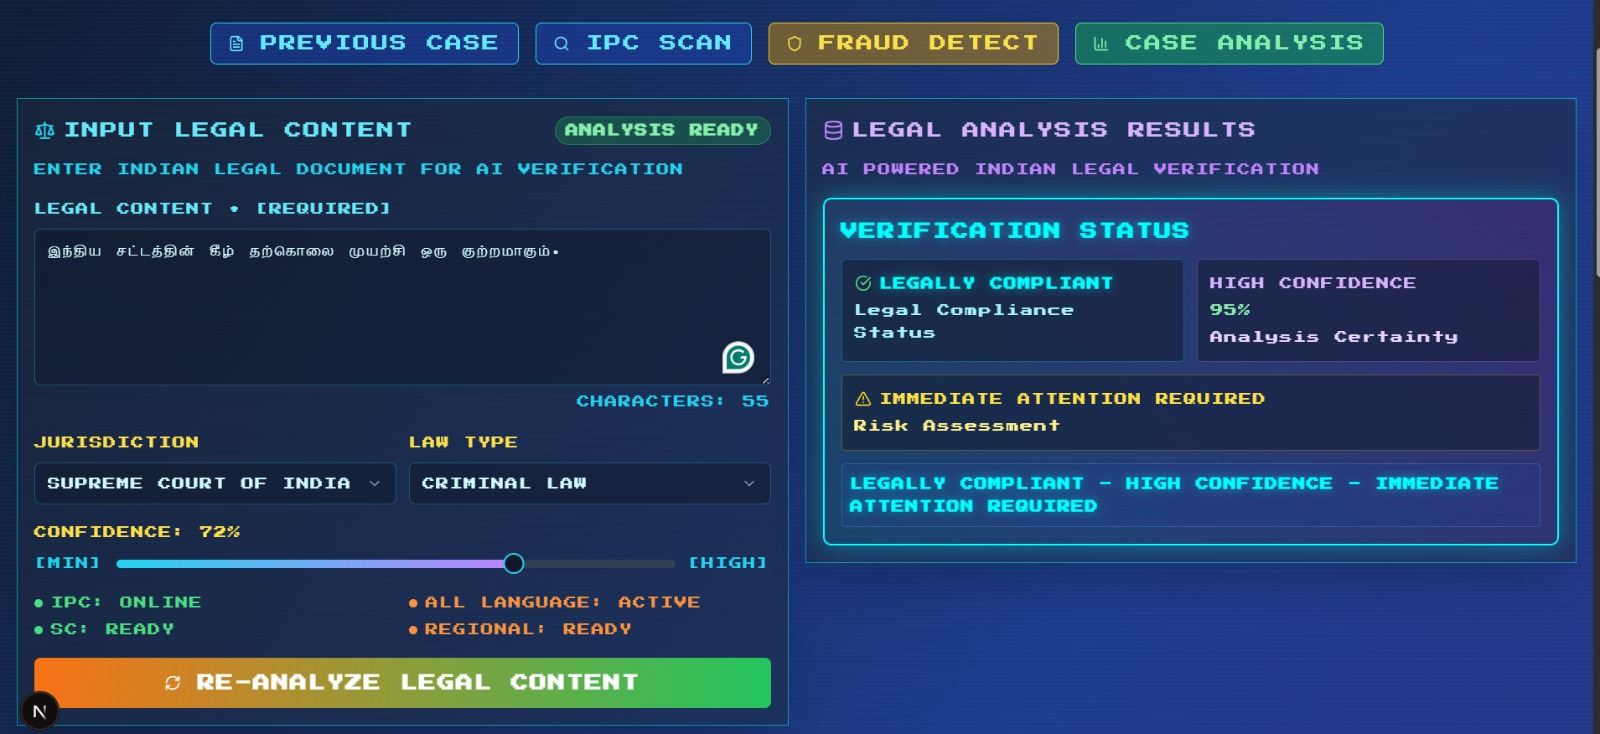 PREVIOUS CASE
IPC SCAN
FRAUD DETECT
CASE ANALYSIS
INPUT LEGAL CONTENT
ANALYSIS READY
ENTER INDIAN LEGAL DOCUMENT FOR AI VERIFICATION
LEGAL CONTENT • [REQUIRED]
இந்திய சட்டத்தின் கீழ் தற்கொலை முயற்சி ஒரு குற்றமாகும்.
CHARACTERS: 55
JURISDICTION
LAW TYPE
SUPREME COURT OF INDIA
CRIMINAL LAW
CONFIDENCE: 72%
[MIN]
[HIGH]
IPC: ONLINE
ALL LANGUAGE: ACTIVE
SC: READY
REGIONAL: READY
RE-ANALYZE LEGAL CONTENT
N
LEGAL ANALYSIS RESULTS
AI POWERED INDIAN LEGAL VERIFICATION
VERIFICATION STATUS
LEGALLY COMPLIANT
Legal Compliance
Status
HIGH CONFIDENCE
95%
Analysis Certainty
IMMEDIATE ATTENTION REQUIRED
Risk Assessment
LEGALLY COMPLIANT - HIGH CONFIDENCE - IMMEDIATE
ATTENTION REQUIRED